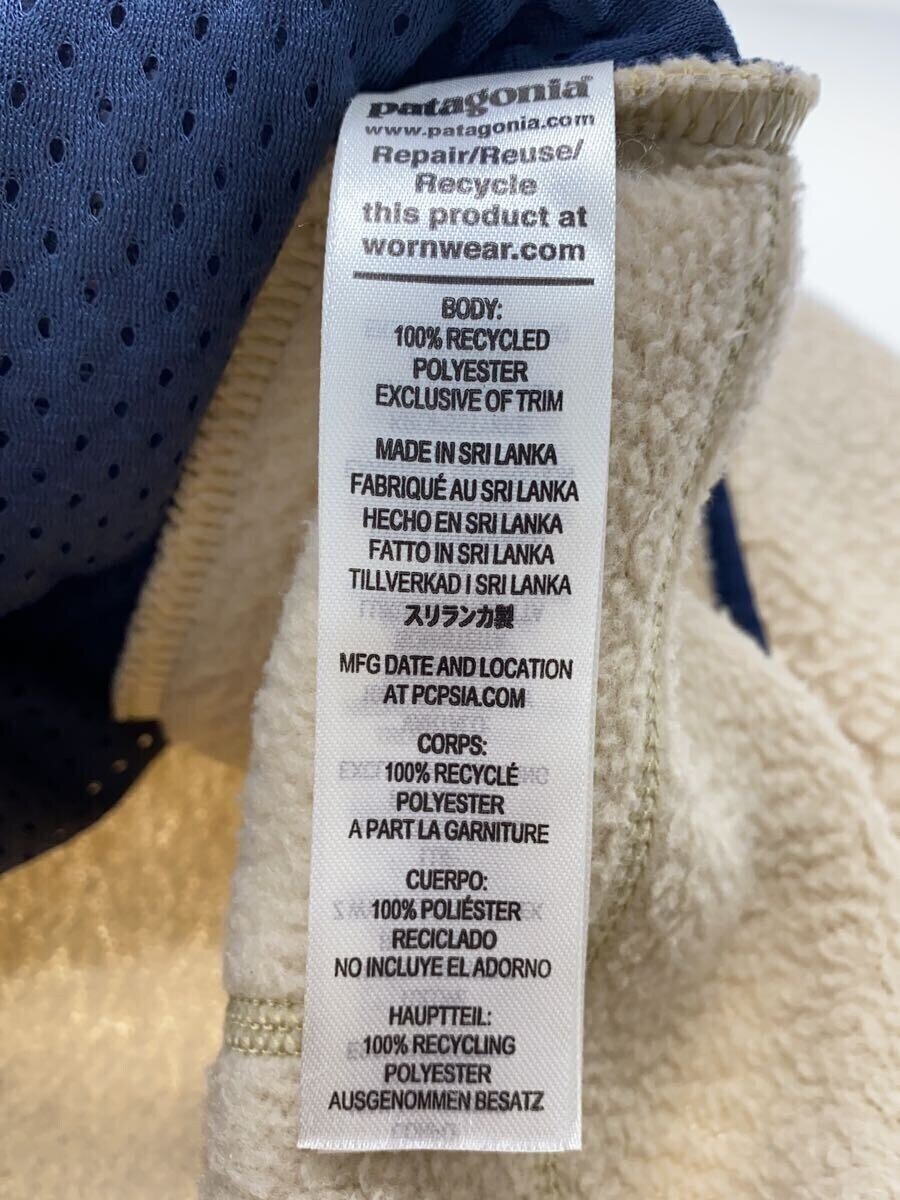 patagonia®
www.patagonia.com
Repair/Reuse/
Recycle
this product at
wornwear.com
BODY:
100% RECYCLED
POLYESTER
EXCLUSIVE OF TRIM
MADE IN SRI LANKA
FABRIQUÉ AU SRI LANKA
HECHO EN SRI LANKA
FATTO IN SRI LANKA
TILLVERKAD I SRI LANKA
スリランカ製
MFG DATE AND LOCATION
AT PCPSIA.COM
CORPS:
100% RECYCLÉ
POLYESTER
A PART LA GARNITURE
CUERPO:
100% POLIÉSTER
RECICLADO
NO INCLUYE EL ADORNO
HAUPTTEIL:
100% RECYCLING
POLYESTER
AUSGENOMMEN BESATZ